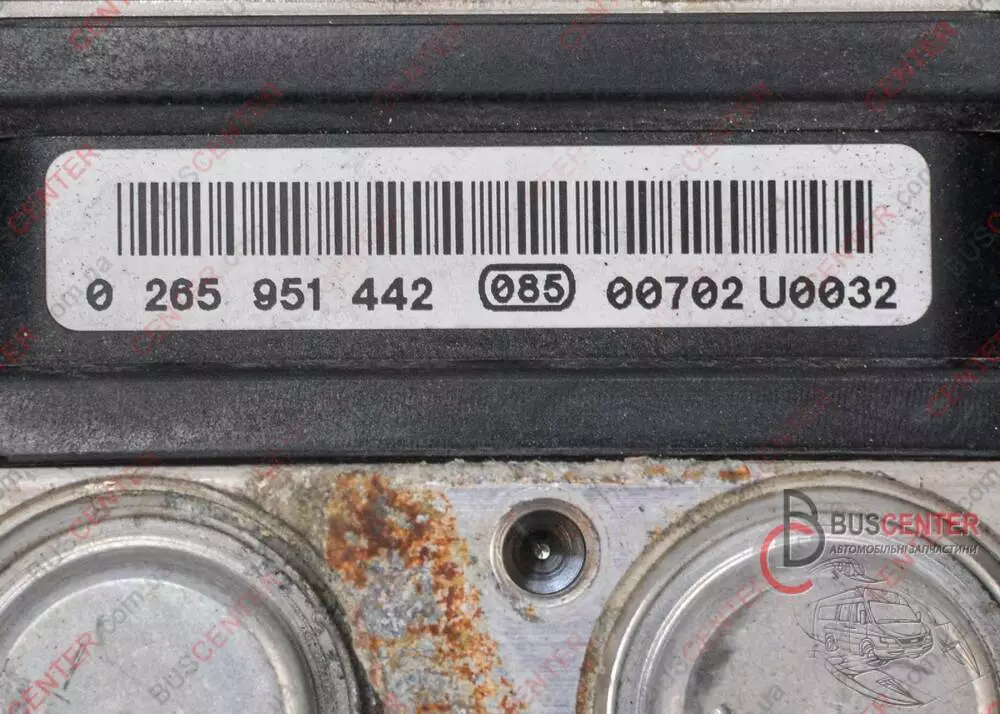 0 265 951 442 085 00702 U0032
BUSCENTER
АВТОМОБІЛЬНІ ЗАПЧАСТИНИ